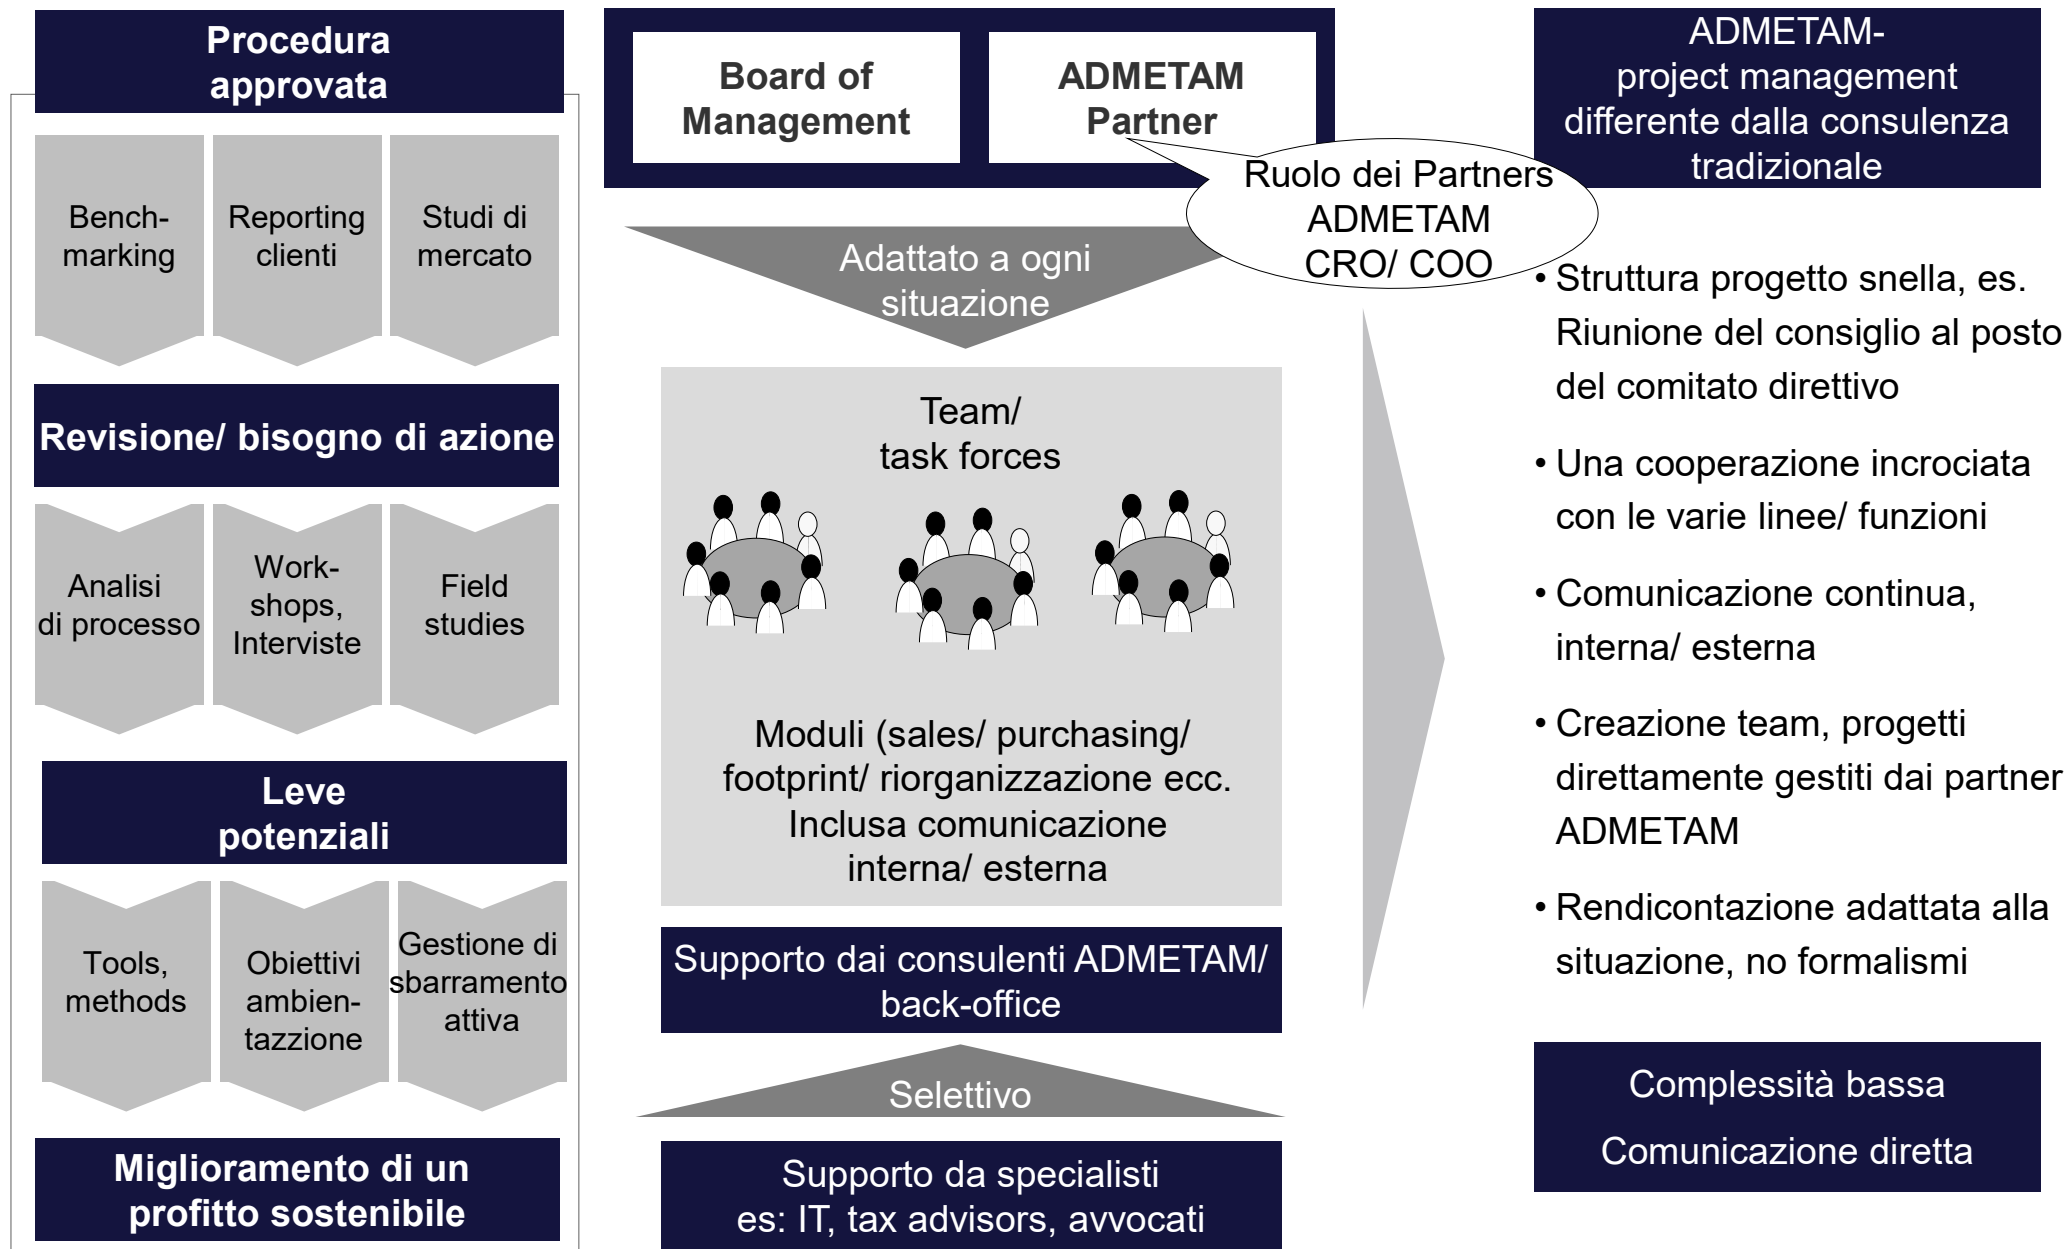 Procedura
approvata
Bench-
marking
Reporting
clienti
Studi di
mercato
Revisione/ bisogno di azione
Analisi
di processo
Work-
shops,
Interviste
Field
studies
Leve
potenziali
Tools,
methods
Obiettivi
ambien-
tazzione
Gestione di
sbarramento
attiva
Miglioramento di un
profitto sostenibile
Board of
Management
ADMETAM
Partner
Ruolo dei Partners
ADMETAM
CRO/ COO
Adattato a ogni
situazione
Team/
task forces
Moduli (sales/ purchasing/
footprint/ riorganizzazione ecc.
Inclusa comunicazione
interna/ esterna
Supporto dai consulenti ADMETAM/
back-office
Selettivo
Supporto da specialisti
es: IT, tax advisors, avvocati
ADMETAM-
project management
differente dalla consulenza
tradizionale
• Struttura progetto snella, es.
Riunione del consiglio al posto
del comitato direttivo
• Una cooperazione incrociata
con le varie linee/ funzioni
• Comunicazione continua,
interna/ esterna
• Creazione team, progetti
direttamente gestiti dai partner
ADMETAM
• Rendicontazione adattata alla
situazione, no formalismi
Complessità bassa
Comunicazione diretta